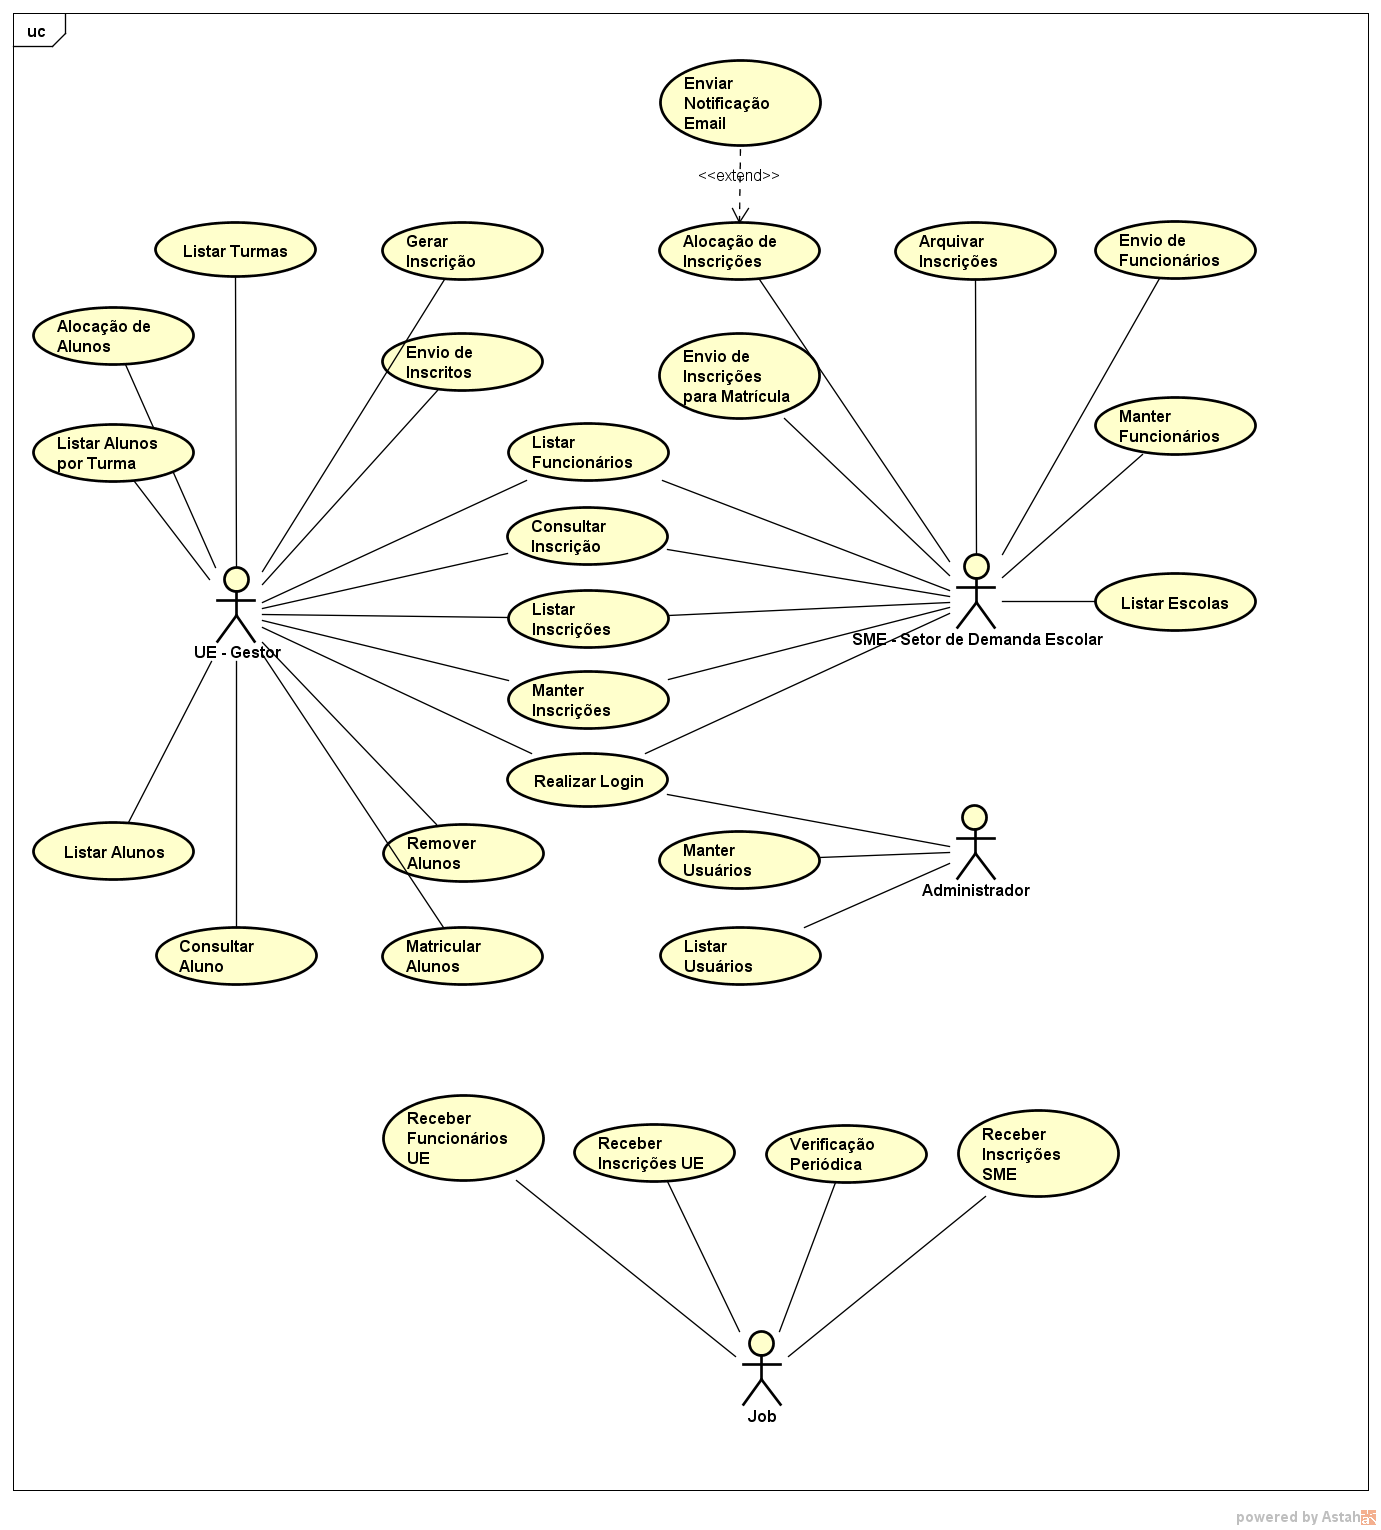 uc
Enviar
Notificação
Email
<<extend>>
Listar Turmas
Gerar
Inscrição
Alocação de
Inscrições
Arquivar
Inscrições
Envio de
Funcionários
Alocação de
Alunos
Envio de
Inscritos
Envio de
Inscrições
para Matrícula
Listar Alunos
por Turma
Listar
Funcionários
Manter
Funcionários
Consultar
Inscrição
Listar
Inscrições
Listar Escolas
UE - Gestor
SME - Setor de Demanda Escolar
Manter
Inscrições
Realizar Login
Listar Alunos
Remover
Alunos
Manter
Usuários
Administrador
Consultar
Aluno
Matricular
Alunos
Listar
Usuários
Receber
Funcionários
UE
Receber
Inscrições UE
Verificação
Periódica
Receber
Inscrições
SME
Job
powered by Astah